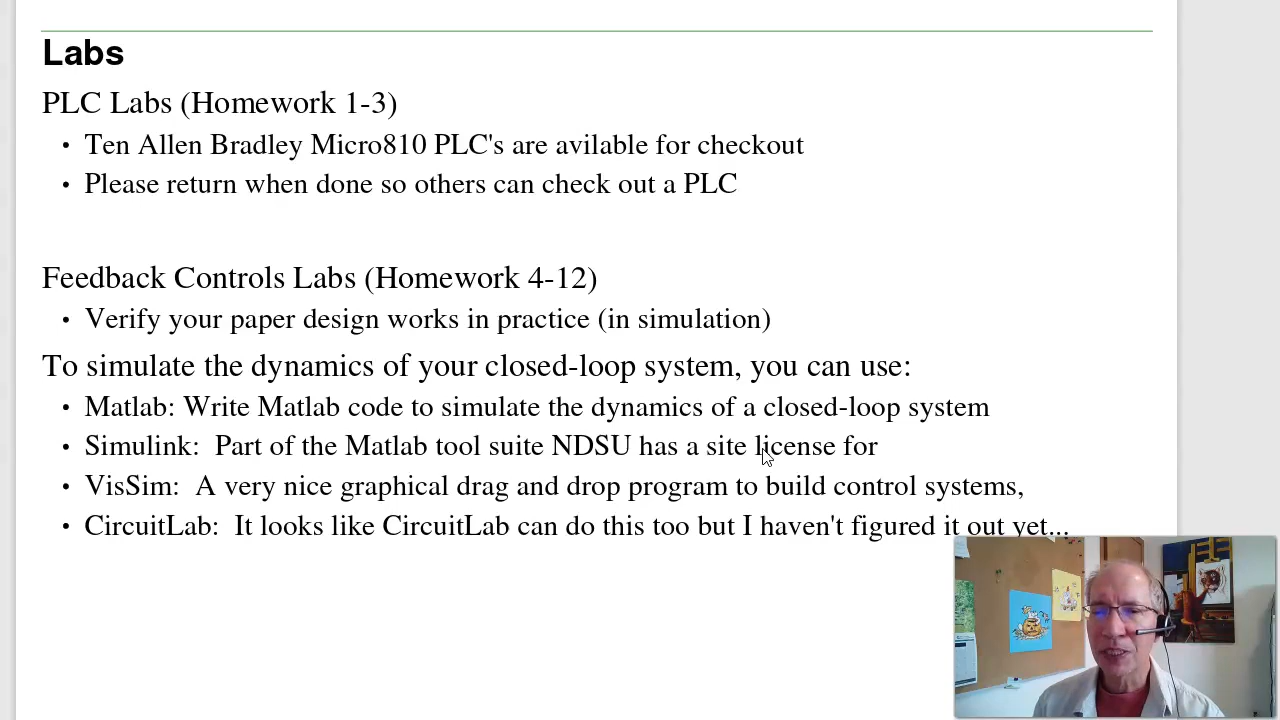 Labs
PLC Labs (Homework 1-3)
• Ten Allen Bradley Micro810 PLC's are avilable for checkout
• Please return when done so others can check out a PLC
Feedback Controls Labs (Homework 4-12)
• Verify your paper design works in practice (in simulation)
To simulate the dynamics of your closed-loop system, you can use:
• Matlab: Write Matlab code to simulate the dynamics of a closed-loop system
• Simulink: Part of the Matlab tool suite NDSU has a site license for
• VisSim: A very nice graphical drag and drop program to build control systems,
• CircuitLab: It looks like CircuitLab can do this too but I haven't figured it out yet...